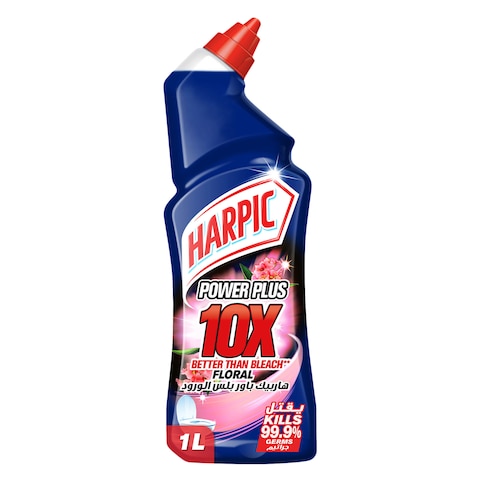 HARPIC
POWER PLUS
10X
BETTER THAN BLEACH**
FLORAL
هاربيك باور بلس الورود
يقتل
KILLS
99.9%
GERMS
جراثيم
1L